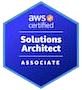 aws
certified
Solutions
Architect
ASSOCIATE